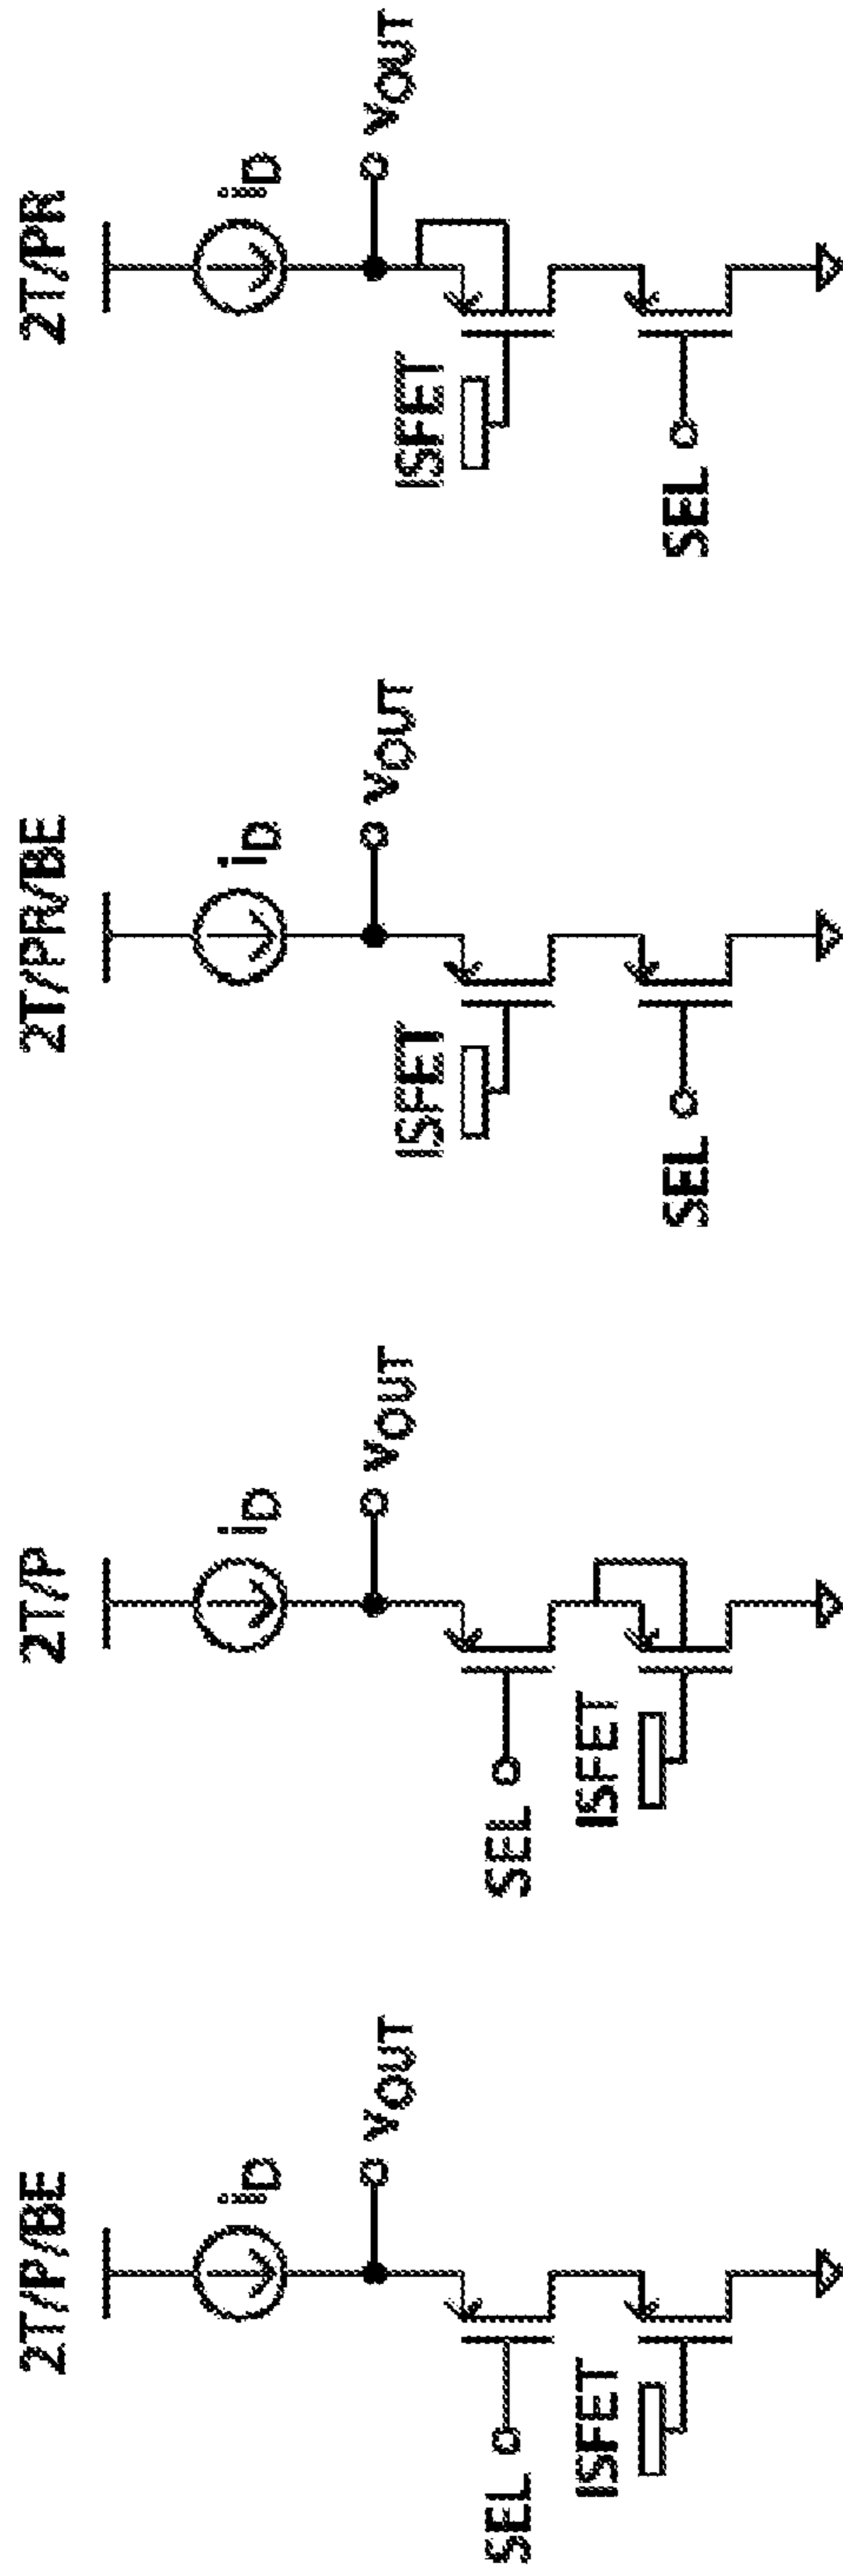 2T/P/BE
iD
VOUT
SEL
ISFET
2T/P
iD
VOUT
SEL
ISFET
2T/PR/BE
iD
VOUT
ISFET
SEL
2T/PR
iD
VOUT
ISFET
SEL